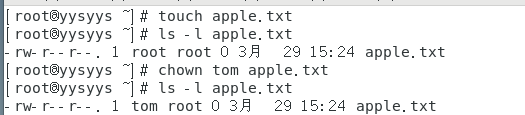 [root@yysyys ~]# touch apple.txt
[root@yysyys ~]# ls -l apple.txt
-rw-r--r--. 1 root root 0 3月  29 15:24 apple.txt
[root@yysyys ~]# chown tom apple.txt
[root@yysyys ~]# ls -l apple.txt
-rw-r--r--. 1 tom root 0 3月  29 15:24 apple.txt